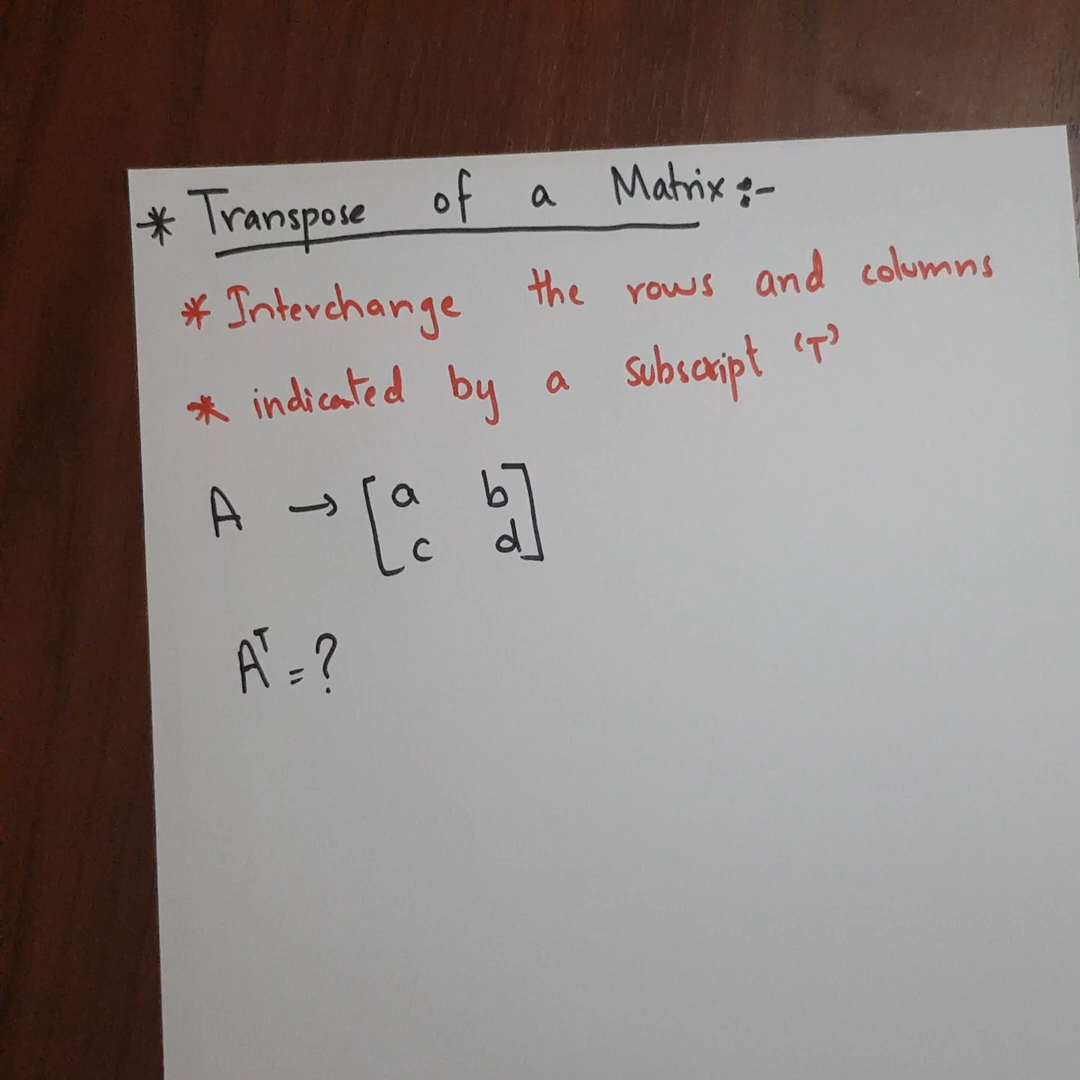 * Transpose of a Matrix :-
* Interchange the rows and columns
* indicated by a subscript 'T'
A → [a b
c d]
Aᵀ = ?